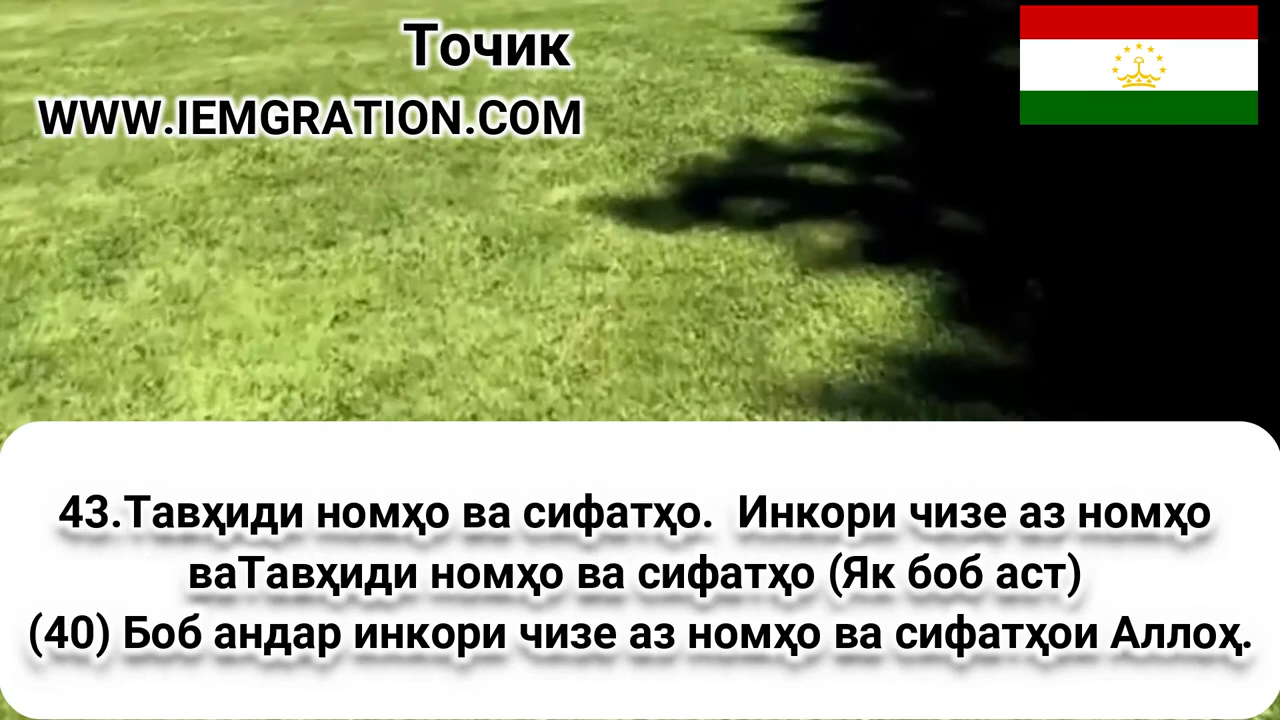 Точик
WWW.IEMGRATION.COM
43.Тавҳиди номҳо ва сифатҳо.  Инкори чизе аз номҳо
ваТавҳиди номҳо ва сифатҳо (Як боб аст)
(40) Боб андар инкори чизе аз номҳо ва сифатҳои Аллоҳ.